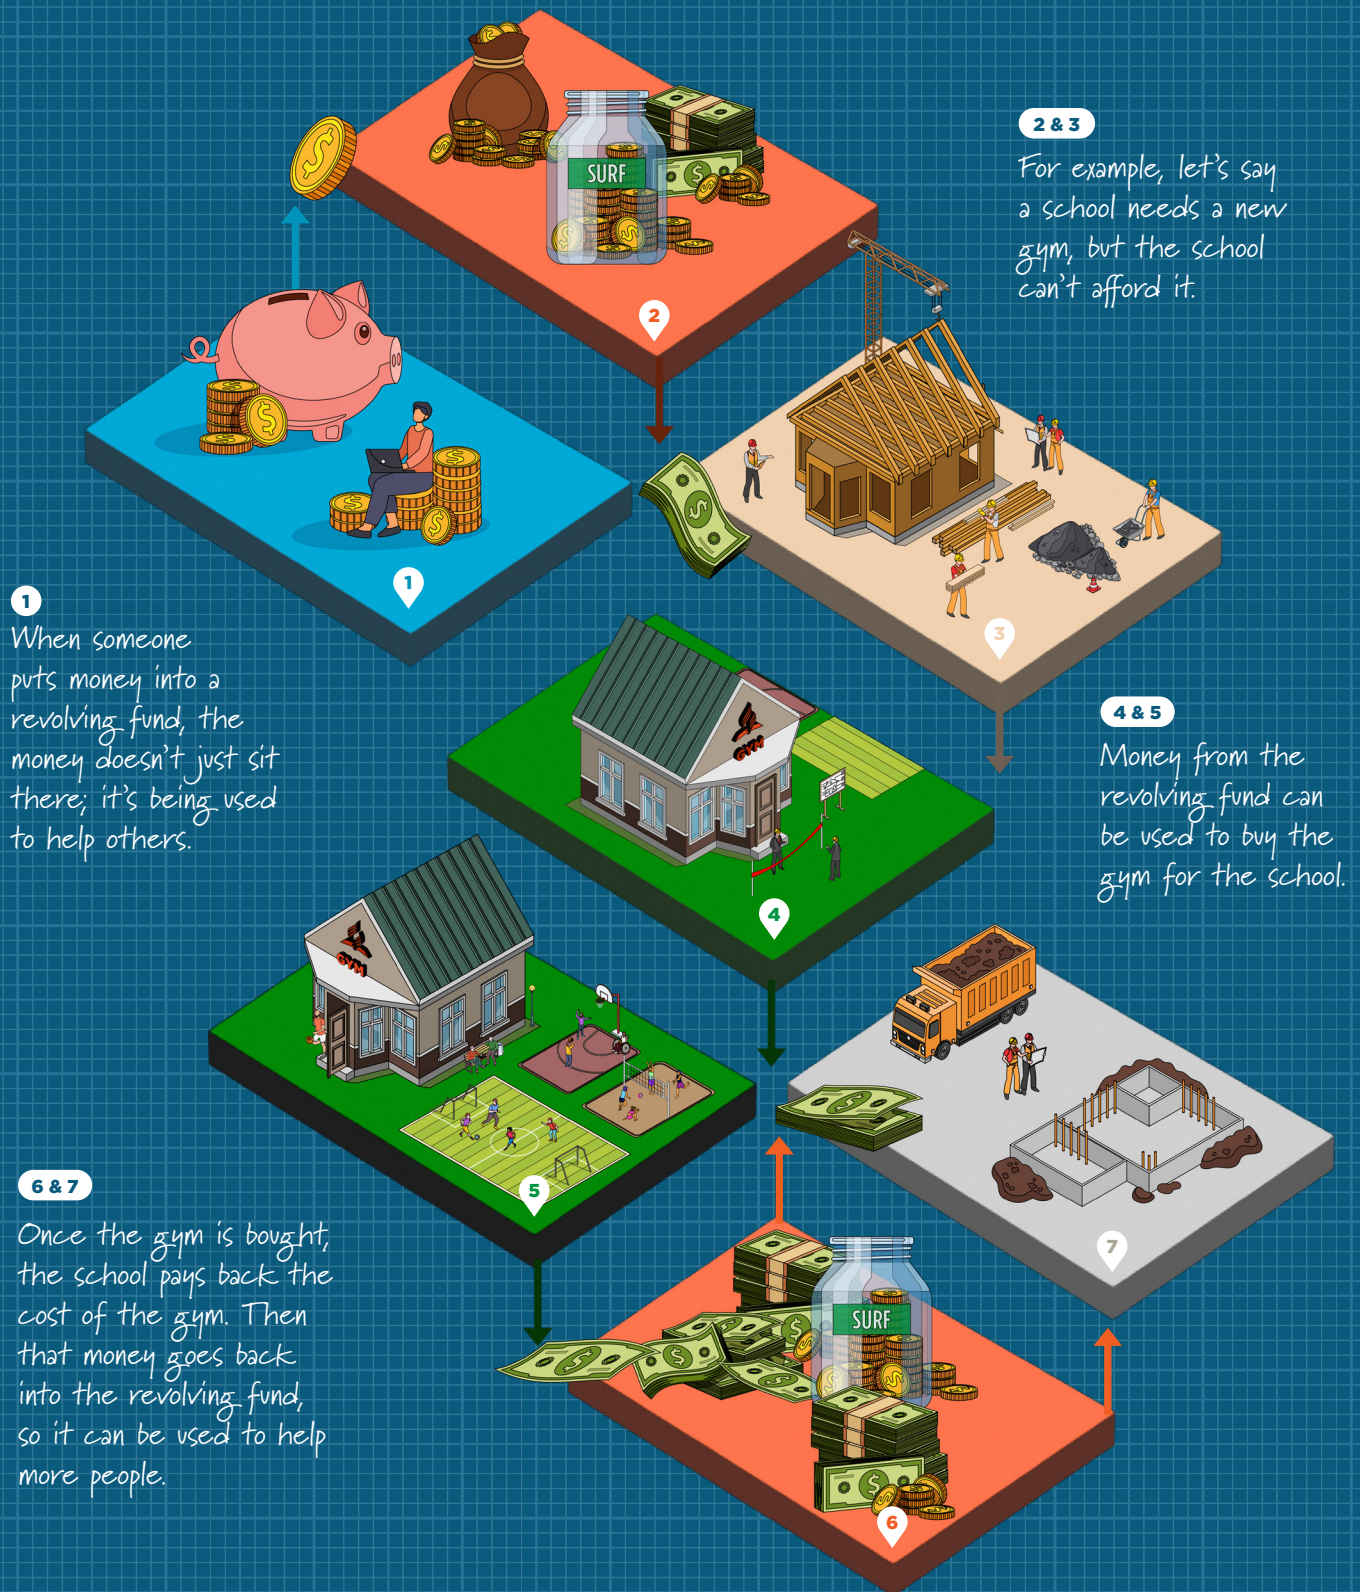 SURF
2
2 & 3
For example, let's say
a school needs a new
gym, but the school
can't afford it.
1
1
When someone
puts money into a
revolving fund, the
money doesn't just sit
there; it's being used
to help others.
3
GYM
4 & 5
Money from the
revolving fund can
be used to buy the
gym for the school.
4
GYM
5
6 & 7
Once the gym is bought,
the school pays back the
cost of the gym. Then
that money goes back
into the revolving fund,
so it can be used to help
more people.
7
SURF
6